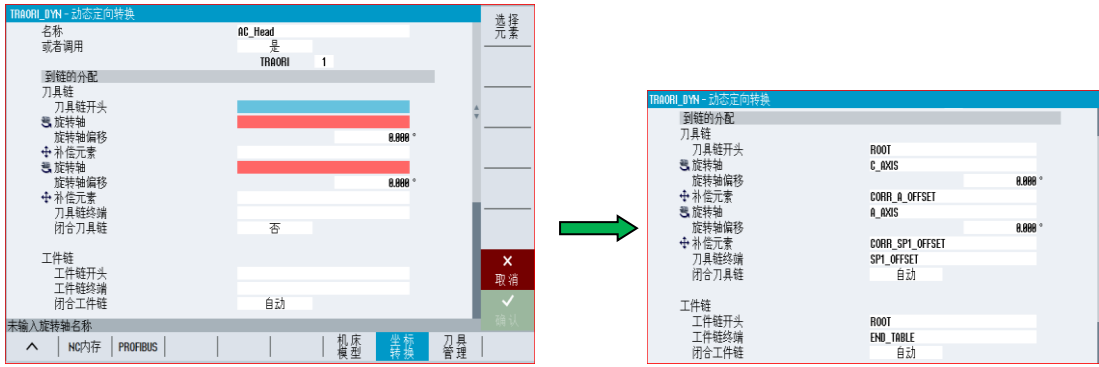 TRAORI_DYN - 动态定向转换
名称 AC_Head
或者调用 是
TRAORI 1
到链的分配
刀具链
刀具链开头
旋转轴
旋转轴偏移 0.000 °
补偿元素
旋转轴
旋转轴偏移 0.000 °
补偿元素
刀具链终端
闭合刀具链 否
工件链
工件链开头
工件链终端
闭合工件链 自动
未输入旋转轴名称
选择
元素
取消
确认
NC内存
PROFIBUS
机床
模型
坐标
转换
刀具
管理
TRAORI_DYN - 动态定向转换
到链的分配
刀具链
刀具链开头 ROOT
旋转轴 C_AXIS
旋转轴偏移 0.000 °
补偿元素 CORR_A_OFFSET
旋转轴 A_AXIS
旋转轴偏移 0.000 °
补偿元素 CORR_SP1_OFFSET
刀具链终端 SP1_OFFSET
闭合刀具链 自动
工件链
工件链开头 ROOT
工件链终端 END_TABLE
闭合工件链 自动